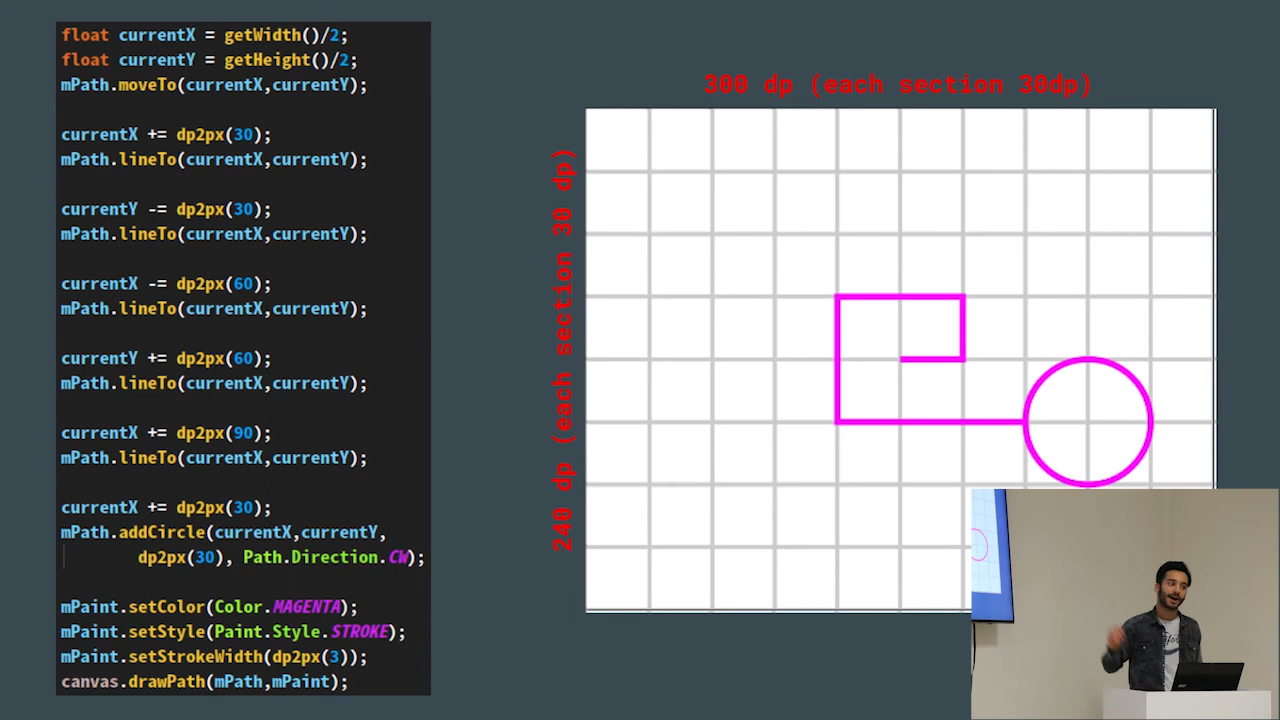 float currentX = getWidth()/2;
float currentY = getHeight()/2;
mPath.moveTo(currentX,currentY);
currentX += dp2px(30);
mPath.lineTo(currentX,currentY);
currentY -= dp2px(30);
mPath.lineTo(currentX,currentY);
currentX -= dp2px(60);
mPath.lineTo(currentX,currentY);
currentY += dp2px(60);
mPath.lineTo(currentX,currentY);
currentX += dp2px(90);
mPath.lineTo(currentX,currentY);
currentX += dp2px(30);
mPath.addCircle(currentX,currentY,
dp2px(30), Path.Direction.CW);
mPaint.setColor(Color.MAGENTA);
mPaint.setStyle(Paint.Style.STROKE);
mPaint.setStrokeWidth(dp2px(3));
canvas.drawPath(mPath,mPaint);
300 dp (each section 30dp)
240 dp (each section 30 dp)